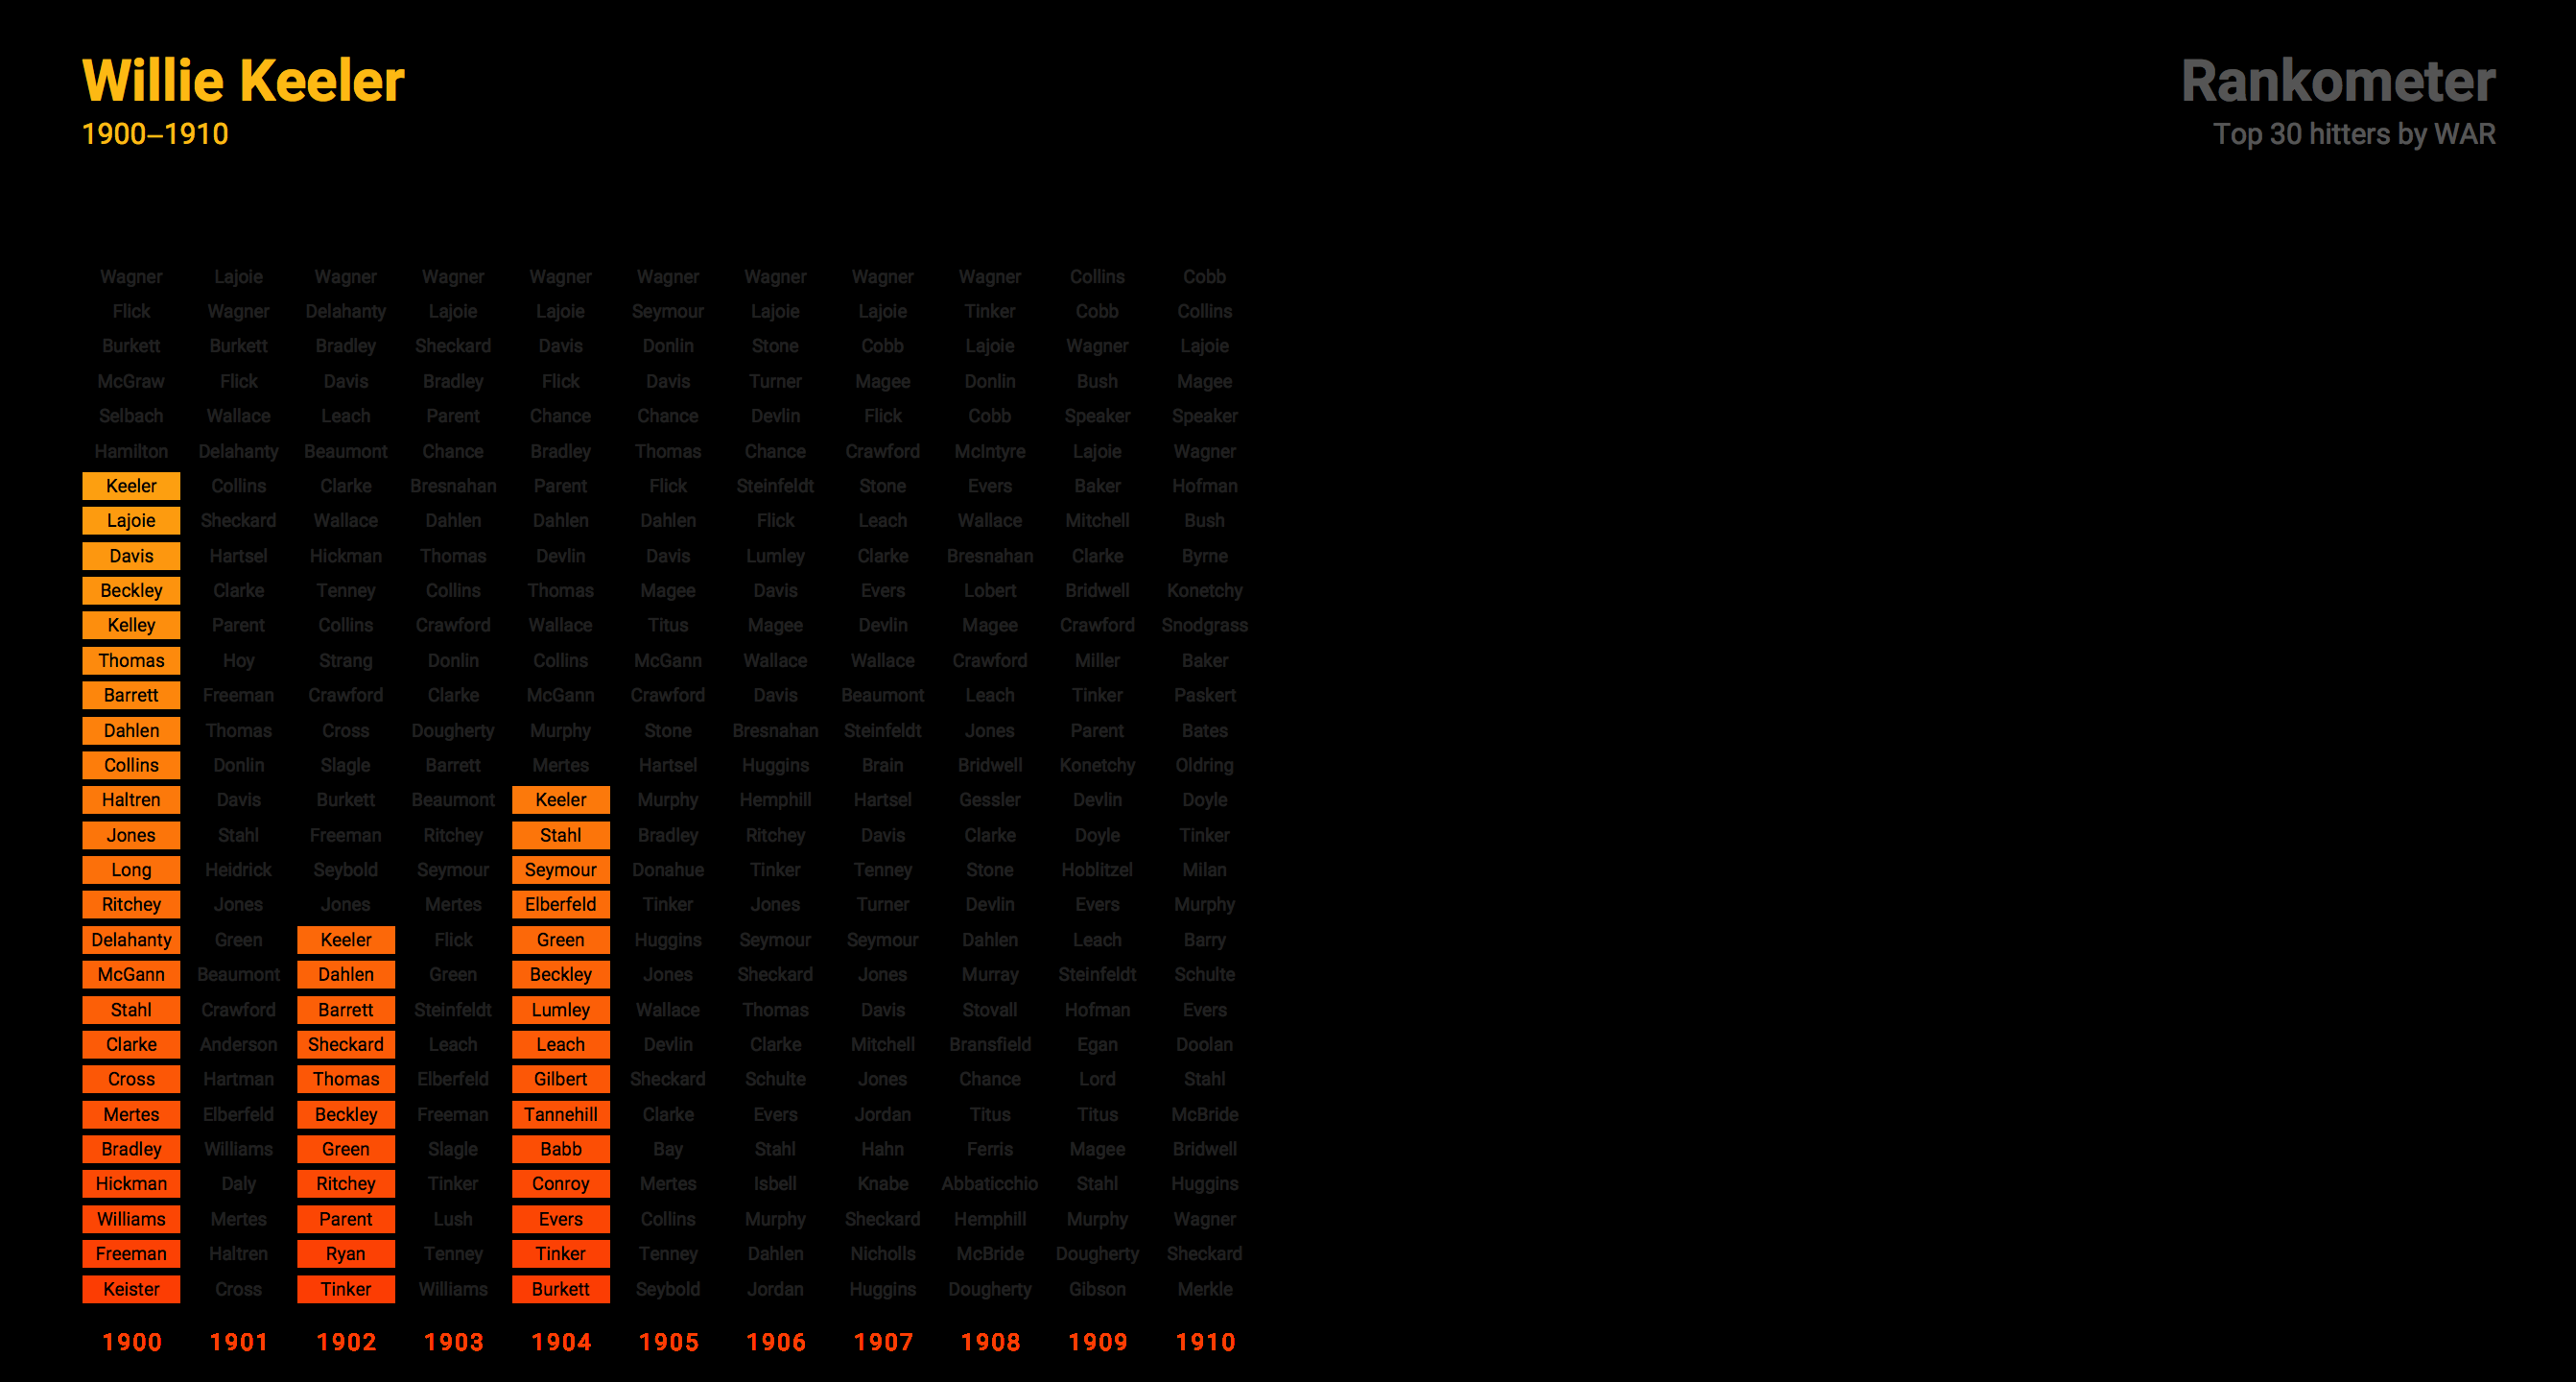 Willie Keeler
1900–1910
Rankometer
Top 30 hitters by WAR
Wagner Lajoie Wagner Wagner Wagner Wagner Wagner Wagner Wagner Collins Cobb
Flick Wagner Delahanty Lajoie Lajoie Seymour Lajoie Lajoie Tinker Cobb Collins
Burkett Burkett Bradley Sheckard Davis Donlin Stone Cobb Lajoie Wagner Lajoie
McGraw Flick Davis Bradley Flick Davis Turner Magee Donlin Bush Magee
Selbach Wallace Leach Parent Chance Chance Devlin Flick Cobb Speaker Speaker
Hamilton Delahanty Beaumont Chance Bradley Thomas Chance Crawford McIntyre Lajoie Wagner
Keeler Collins Clarke Bresnahan Parent Flick Steinfeldt Stone Evers Baker Hofman
Lajoie Sheckard Wallace Dahlen Dahlen Dahlen Flick Leach Wallace Mitchell Bush
Davis Hartsel Hickman Thomas Devlin Davis Lumley Clarke Bresnahan Clarke Byrne
Beckley Clarke Tenney Collins Thomas Magee Davis Evers Lobert Bridwell Konetchy
Kelley Parent Collins Crawford Wallace Titus Magee Devlin Magee Crawford Snodgrass
Thomas Hoy Strang Donlin Collins McGann Wallace Wallace Crawford Miller Baker
Barrett Freeman Crawford Clarke McGann Crawford Davis Beaumont Leach Tinker Paskert
Dahlen Thomas Cross Dougherty Murphy Stone Bresnahan Steinfeldt Jones Parent Bates
Collins Donlin Slagle Barrett Mertes Hartsel Huggins Brain Bridwell Konetchy Oldring
Haltren Davis Burkett Beaumont Keeler Murphy Hemphill Hartsel Gessler Devlin Doyle
Jones Stahl Freeman Ritchey Stahl Bradley Ritchey Davis Clarke Doyle Tinker
Long Heidrick Seybold Seymour Seymour Donahue Tinker Tenney Stone Hoblitzel Milan
Ritchey Jones Jones Mertes Elberfeld Tinker Jones Turner Devlin Evers Murphy
Delahanty Green Keeler Flick Green Huggins Seymour Seymour Dahlen Leach Barry
McGann Beaumont Dahlen Green Beckley Jones Sheckard Jones Murray Steinfeldt Schulte
Stahl Crawford Barrett Steinfeldt Lumley Wallace Thomas Davis Stovall Hofman Evers
Clarke Anderson Sheckard Leach Leach Devlin Clarke Mitchell Bransfield Egan Doolan
Cross Hartman Thomas Elberfeld Gilbert Sheckard Schulte Jones Chance Lord Stahl
Mertes Elberfeld Beckley Freeman Tannehill Clarke Evers Jordan Titus Titus McBride
Bradley Williams Green Slagle Babb Bay Stahl Hahn Ferris Magee Bridwell
Hickman Daly Ritchey Tinker Conroy Mertes Isbell Knabe Abbaticchio Stahl Huggins
Williams Mertes Parent Lush Evers Collins Murphy Sheckard Hemphill Murphy Wagner
Freeman Haltren Ryan Tenney Tinker Tenney Dahlen Nicholls McBride Dougherty Sheckard
Keister Cross Tinker Williams Burkett Seybold Jordan Huggins Dougherty Gibson Merkle
1900 1901 1902 1903 1904 1905 1906 1907 1908 1909 1910